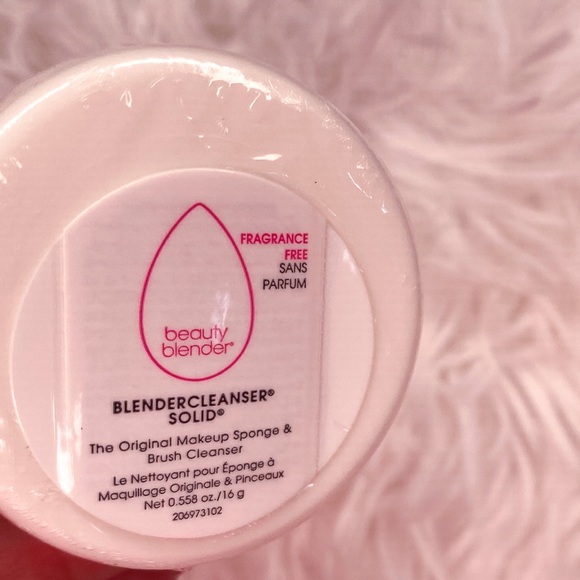 FRAGRANCE
FREE
SANS
PARFUM
beauty
blender®
BLENDERCLEANSER®
SOLID®
The Original Makeup Sponge &
Brush Cleanser
Le Nettoyant pour Éponge à
Maquillage Originale & Pinceaux
Net 0.558 oz./16 g
206973102